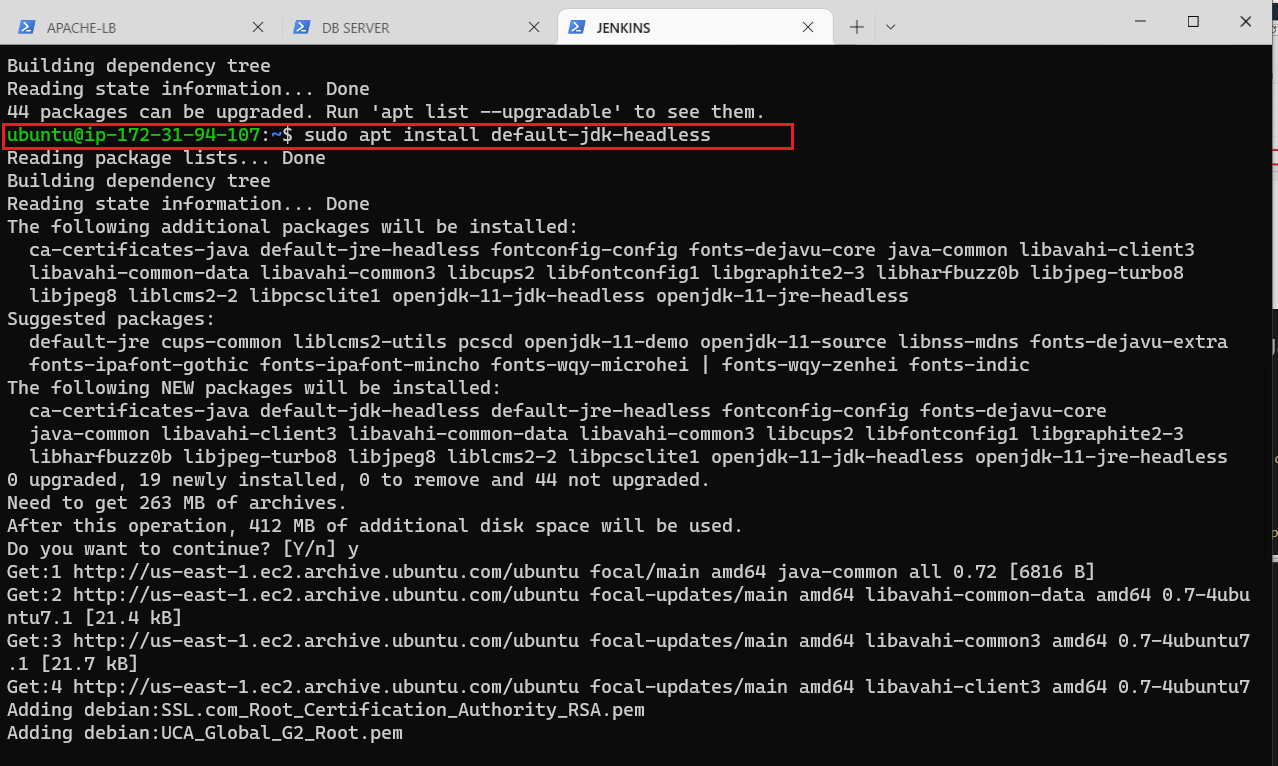 APACHE-LB
DB SERVER
JENKINS
Building dependency tree
Reading state information... Done
44 packages can be upgraded. Run 'apt list --upgradable' to see them.
ubuntu@ip-172-31-94-107:~$ sudo apt install default-jdk-headless
Reading package lists... Done
Building dependency tree
Reading state information... Done
The following additional packages will be installed:
  ca-certificates-java default-jre-headless fontconfig-config fonts-dejavu-core java-common libavahi-client3
  libavahi-common-data libavahi-common3 libcups2 libfontconfig1 libgraphite2-3 libharfbuzz0b libjpeg-turbo8
  libjpeg8 liblcms2-2 libpcsclite1 openjdk-11-jdk-headless openjdk-11-jre-headless
Suggested packages:
  default-jre cups-common liblcms2-utils pcscd openjdk-11-demo openjdk-11-source libnss-mdns fonts-dejavu-extra
  fonts-ipafont-gothic fonts-ipafont-mincho fonts-wqy-microhei | fonts-wqy-zenhei fonts-indic
The following NEW packages will be installed:
  ca-certificates-java default-jdk-headless default-jre-headless fontconfig-config fonts-dejavu-core
  java-common libavahi-client3 libavahi-common-data libavahi-common3 libcups2 libfontconfig1 libgraphite2-3
  libharfbuzz0b libjpeg-turbo8 libjpeg8 liblcms2-2 libpcsclite1 openjdk-11-jdk-headless openjdk-11-jre-headless
0 upgraded, 19 newly installed, 0 to remove and 44 not upgraded.
Need to get 263 MB of archives.
After this operation, 412 MB of additional disk space will be used.
Do you want to continue? [Y/n] y
Get:1 http://us-east-1.ec2.archive.ubuntu.com/ubuntu focal/main amd64 java-common all 0.72 [6816 B]
Get:2 http://us-east-1.ec2.archive.ubuntu.com/ubuntu focal-updates/main amd64 libavahi-common-data amd64 0.7-4ubu
ntu7.1 [21.4 kB]
Get:3 http://us-east-1.ec2.archive.ubuntu.com/ubuntu focal-updates/main amd64 libavahi-common3 amd64 0.7-4ubuntu7
.1 [21.7 kB]
Get:4 http://us-east-1.ec2.archive.ubuntu.com/ubuntu focal-updates/main amd64 libavahi-client3 amd64 0.7-4ubuntu7
Adding debian:SSL.com_Root_Certification_Authority_RSA.pem
Adding debian:UCA_Global_G2_Root.pem